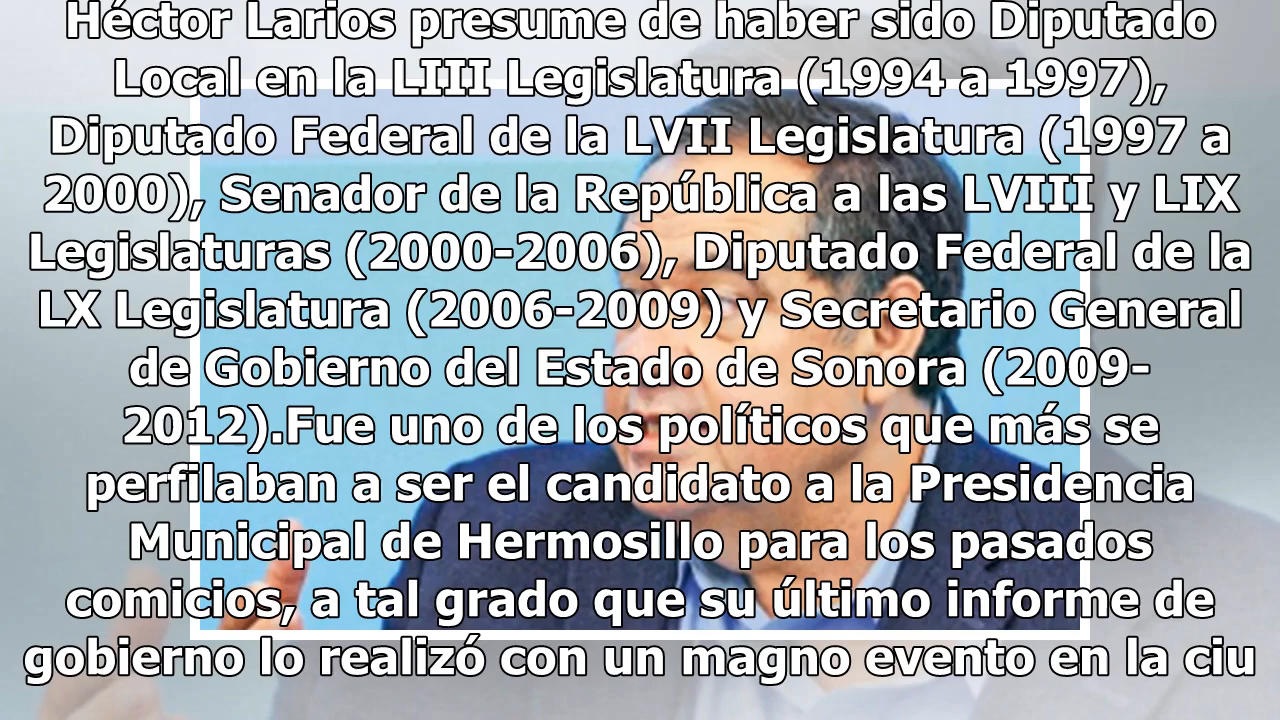 Héctor Larios presume de haber sido Diputado
Local en la LIII Legislatura (1994 a 1997),
Diputado Federal de la LVII Legislatura (1997 a
2000), Senador de la República a las LVIII y LIX
Legislaturas (2000-2006), Diputado Federal de la
LX Legislatura (2006-2009) y Secretario General
de Gobierno del Estado de Sonora (2009-
2012).Fue uno de los políticos que más se
perfilaban a ser el candidato a la Presidencia
Municipal de Hermosillo para los pasados
comicios, a tal grado que su último informe de
gobierno lo realizó con un magno evento en la ciu